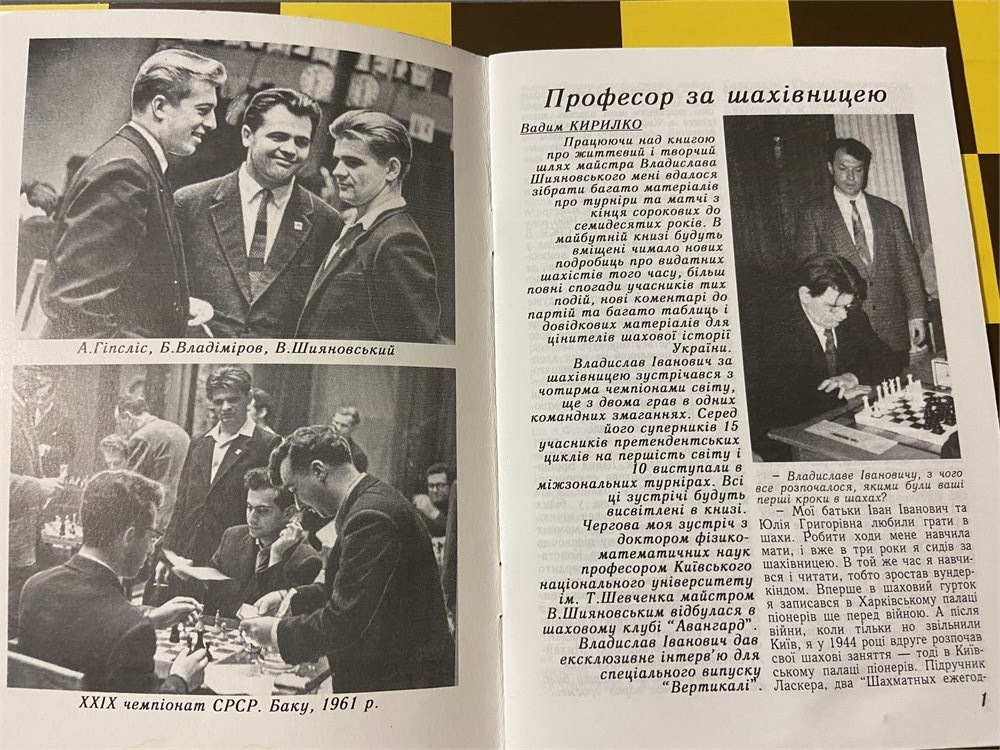 А.Гіпсліс, Б.Владіміров, В.Шияновський
XXIX чемпіонат СРСР. Баку, 1961 р.
Професор за шахівницею
Вадим КИРИЛКО
Працюючи над книгою
про життєвий і творчий
шлях майстра Владислава
Шияновського мені вдалося
зібрати багато матеріалів
про турніри та матчі з
кінця сорокових до
семидесятих років. В
майбутній книзі будуть
вміщені чимало нових
подробиць про видатних
шахістів того часу, більш
повні спогади учасників тих
подій, нові коментарі до
партій та багато таблиць і
довідкових матеріалів для
цінителів шахової історії
України.
Владислав Іванович за
шахівницею зустрічався з
чотирма чемпіонами світу,
ще з двома грав в одних
командних змаганнях. Серед
його суперників 15
учасників претендентських
циклів на першість світу і
10 виступали в
міжзональних турнірах. Всі
ці зустрічі будуть
висвітлені в книзі.
Чергова моя зустріч з
доктором фізико-
математичних наук
професором Київського
національного університету
ім. Т.Шевченка майстром
В.Шияновським відбулася в
шаховому клубі “Авангард”.
Владислав Іванович дав
ексклюзивне інтерв’ю для
спеціального випуску
“Вертикалі”.
– Владиславе Івановичу, з чого
все розпочалося, якими були ваші
перші кроки в шахах?
– Мої батьки Іван Іванович та
Юлія Григорівна любили грати в
шахи. Робити ходи мене навчила
мати, і вже в три роки я сидів за
шахівницею. В той же час я навчи-
вся і читати, тобто зростав вундер-
кіндом. Вперше в шаховий гурток
я записався в Харківському палаці
піонерів ще перед війною. А після
війни, коли тільки но звільнили
Київ, я у 1944 році вдруге розпочав
свої шахові заняття — тоді в Київ-
ському палаці піонерів. Підручник
Ласкера, два “Шахматных ежегод-
1